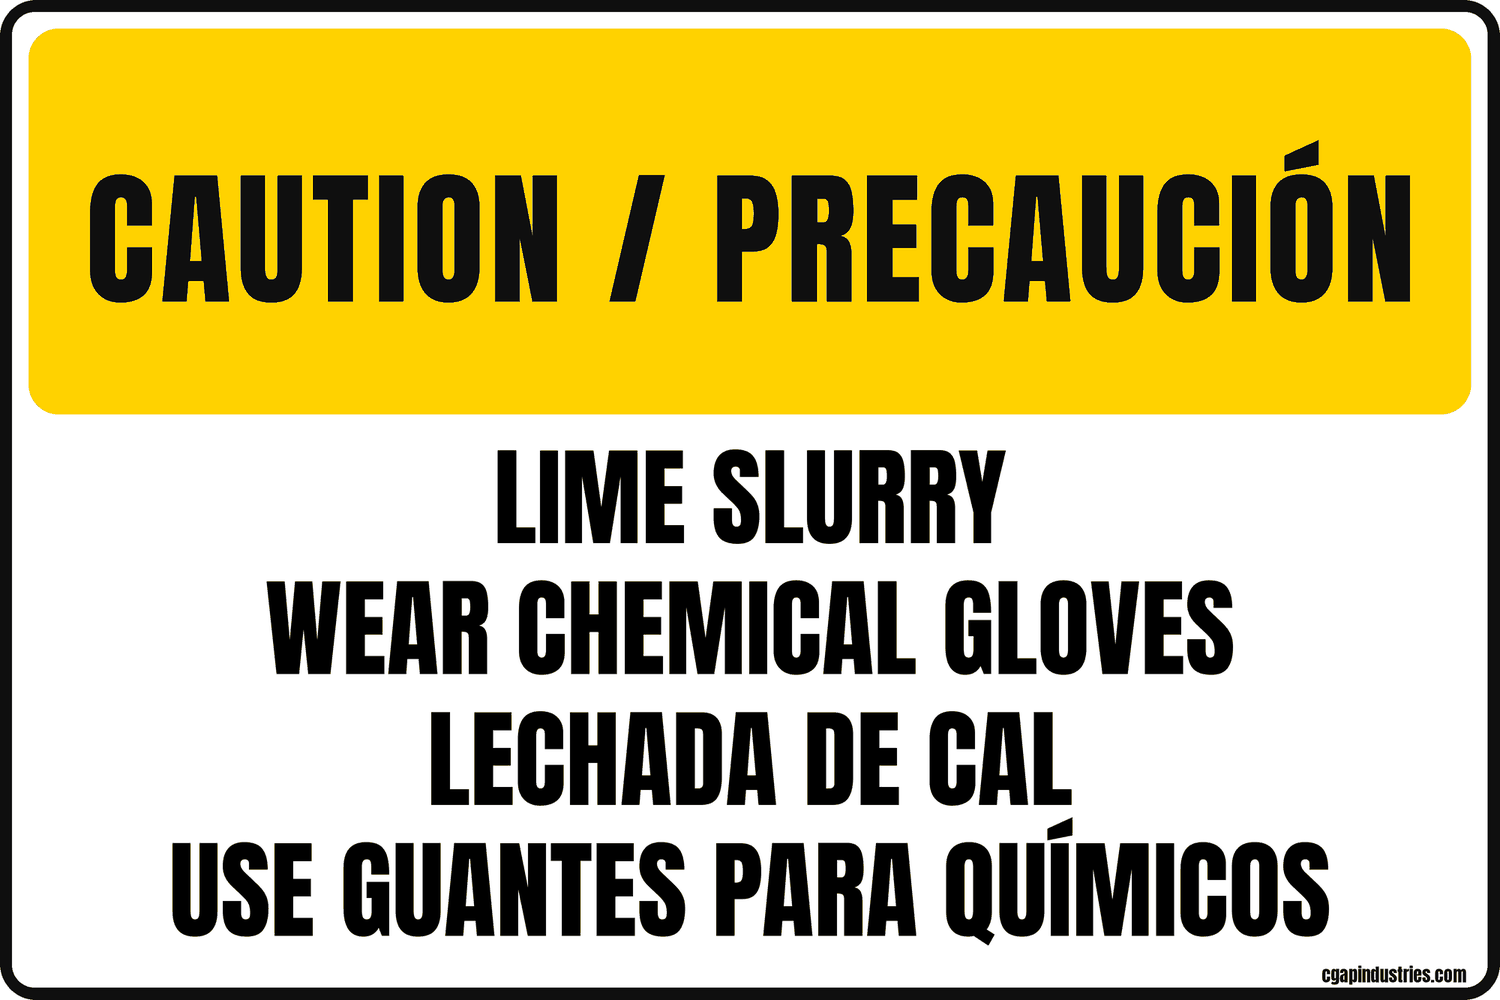 CAUTION / PRECAUCIÓN
LIME SLURRY
WEAR CHEMICAL GLOVES
LECHADA DE CAL
USE GUANTES PARA QUÍMICOS
cgapindustries.com